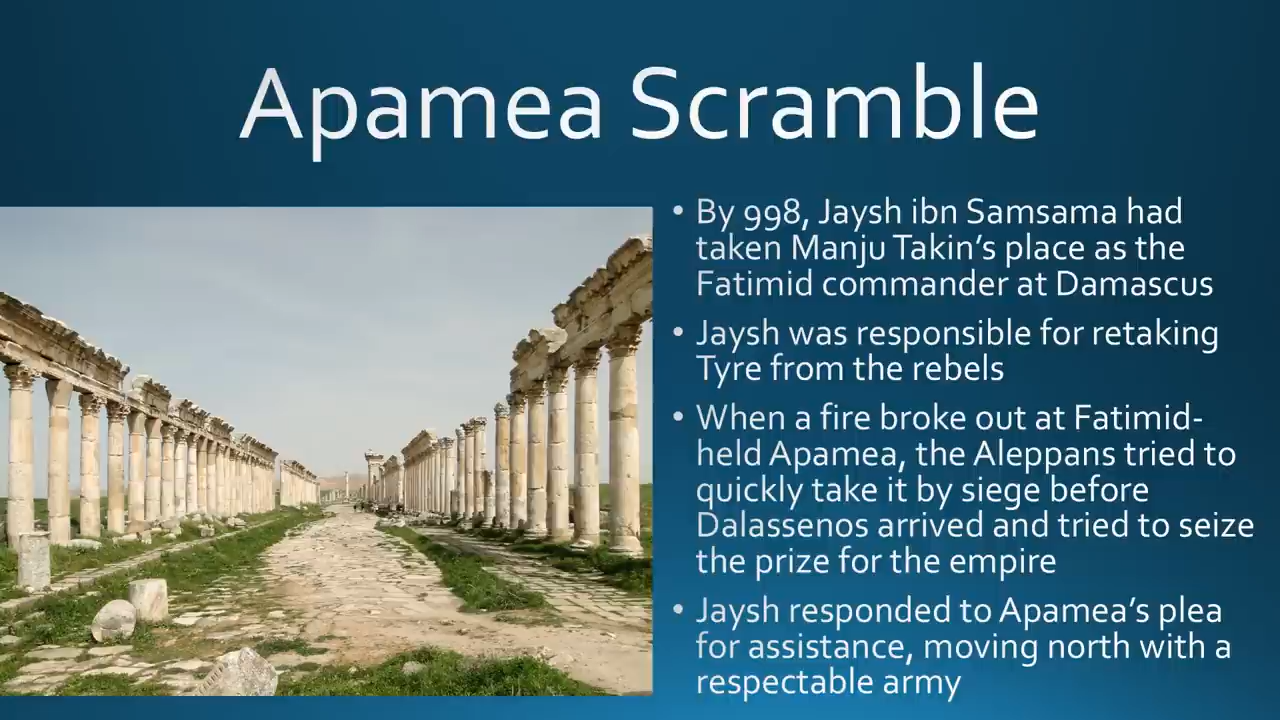 Apamea Scramble
• By 998, Jaysh ibn Samsama had
taken Manju Takin's place as the
Fatimid commander at Damascus
• Jaysh was responsible for retaking
Tyre from the rebels
• When a fire broke out at Fatimid-
held Apamea, the Aleppans tried to
quickly take it by siege before
Dalassenos arrived and tried to seize
the prize for the empire
• Jaysh responded to Apamea's plea
for assistance, moving north with a
respectable army